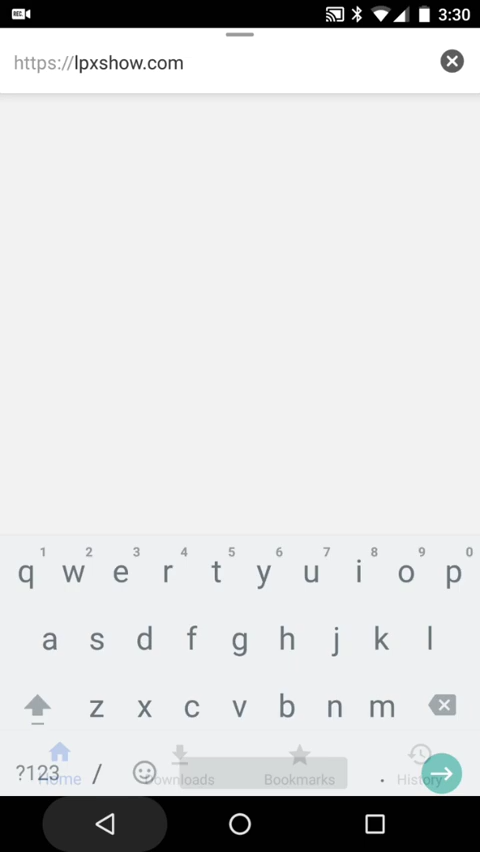 REC
3:30
https://lpxshow.com
1 2 3 4 5 6 7 8 9 0
q w e r t y u i o p
a s d f g h j k l
z x c v b n m
?123 / .
Home Downloads Bookmarks History